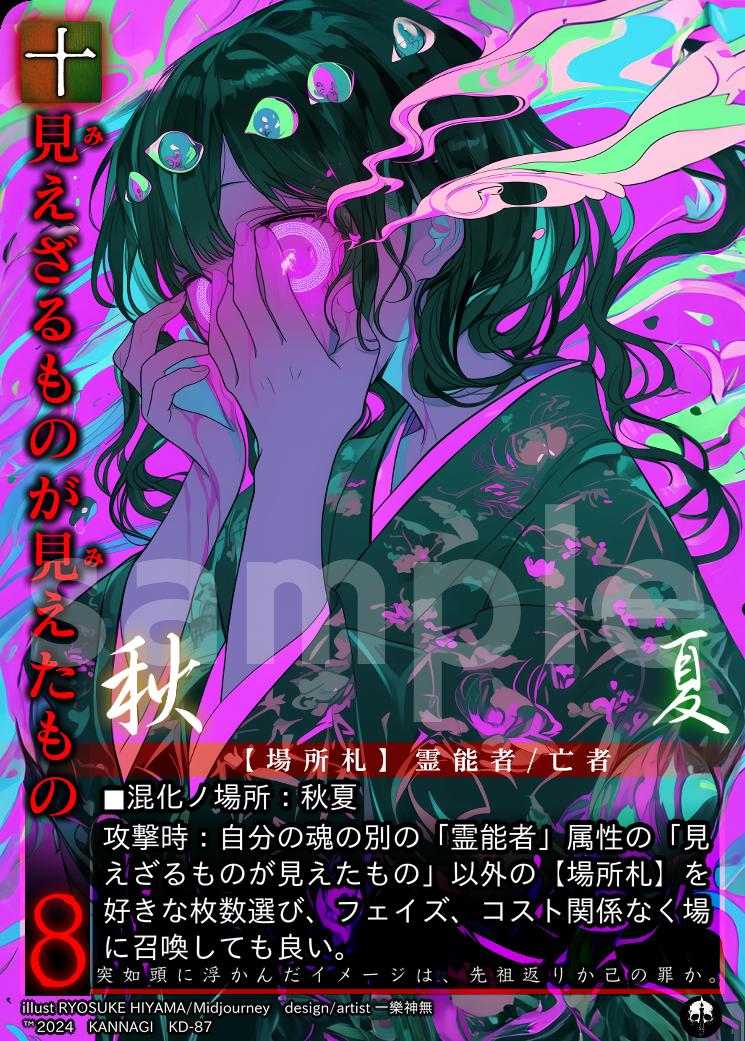 十
見えざるものが見えたもの
み
み
sample
秋
夏
【場所札】霊能者/亡者
■混化ノ場所：秋夏
攻撃時：自分の魂の別の「霊能者」属性の「見
えざるものが見えたもの」以外の【場所札】を
好きな枚数選び、フェイズ、コスト関係なく場
に召喚しても良い。
8
突如頭に浮かんだイメージは、先祖返りか己の罪か。
illust RYOSUKE HIYAMA/Midjourney design/artist 一樂神無
™2024 KANNAGI KD-87